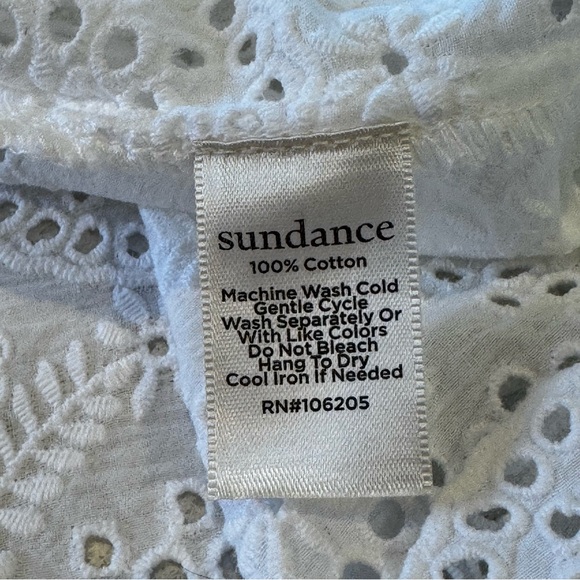 sundance
100% Cotton
Machine Wash Cold
Gentle Cycle
Wash Separately Or
With Like Colors
Do Not Bleach
Hang To Dry
Cool Iron If Needed
RN#106205